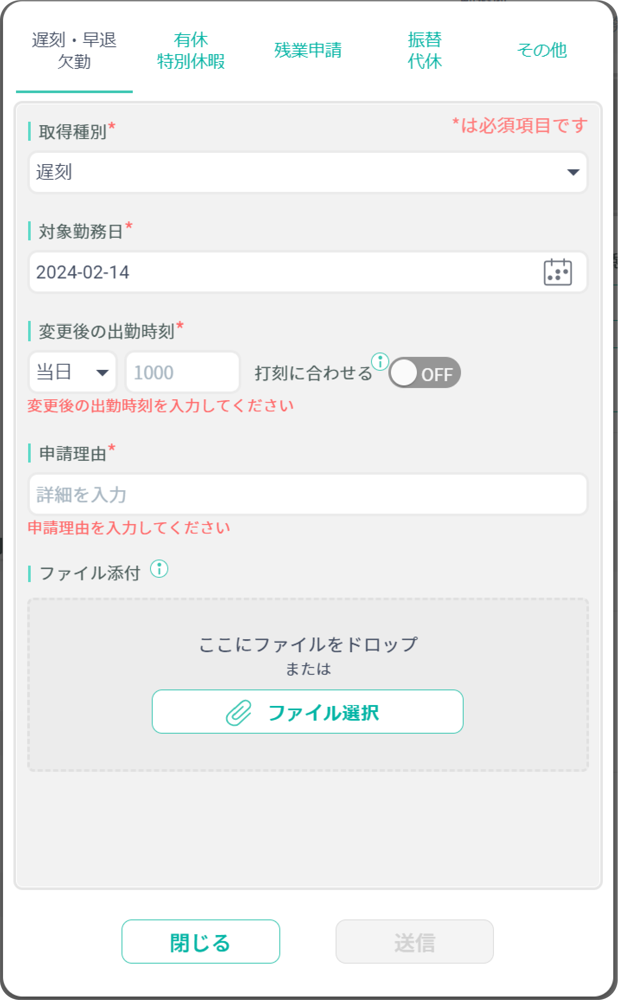 遅刻・早退
欠勤
有休
特別休暇
残業申請
振替
代休
その他
取得種別*
*は必須項目です
遅刻
対象勤務日*
2024-02-14
変更後の出勤時刻*
当日 1000 打刻に合わせる OFF
変更後の出勤時刻を入力してください
申請理由*
詳細を入力
申請理由を入力してください
ファイル添付
ここにファイルをドロップ
または
ファイル選択
閉じる 送信